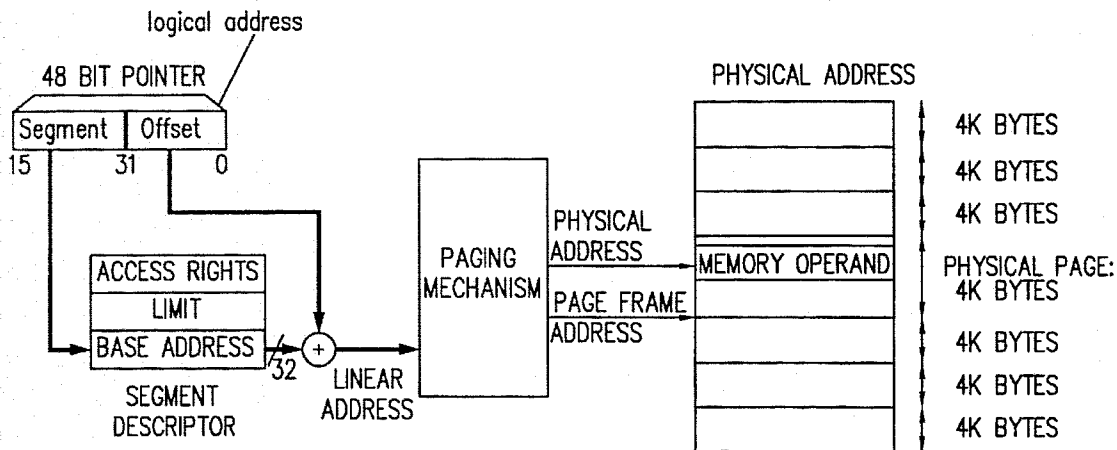 logical address
48 BIT POINTER
Segment Offset
15 31 0
ACCESS RIGHTS
LIMIT
BASE ADDRESS
32
SEGMENT
DESCRIPTOR
+
LINEAR
ADDRESS
PAGING
MECHANISM
PHYSICAL
ADDRESS
PAGE FRAME
ADDRESS
PHYSICAL ADDRESS
MEMORY OPERAND
4K BYTES
4K BYTES
4K BYTES
PHYSICAL PAGE:
4K BYTES
4K BYTES
4K BYTES
4K BYTES